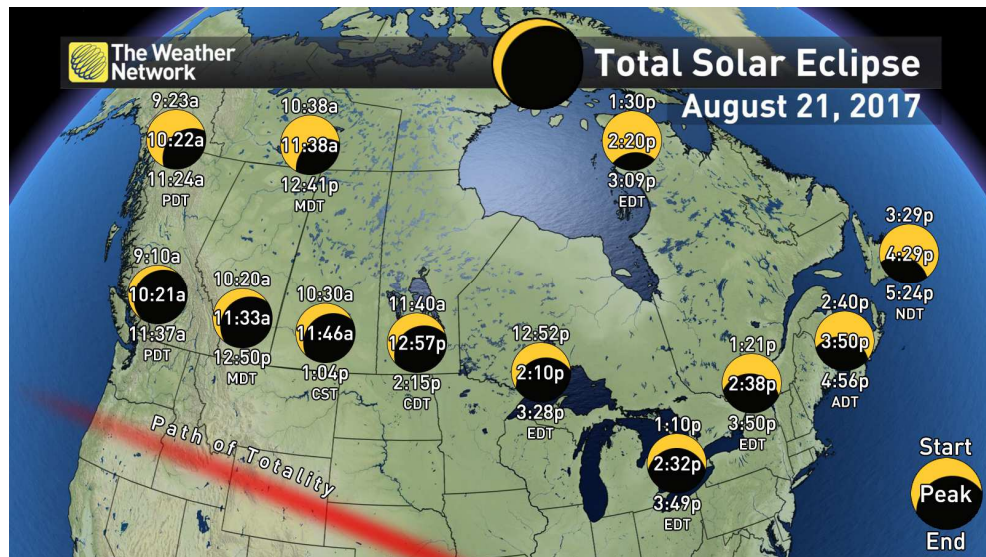 The Weather
Network
Total Solar Eclipse
August 21, 2017
9:23a
10:22a
11:24a
PDT
10:38a
11:38a
12:41p
MDT
1:30p
2:20p
3:09p
EDT
3:29p
4:29p
5:24p
NDT
9:10a
10:21a
11:37a
PDT
10:20a
11:33a
12:50p
MDT
10:30a
11:46a
1:04p
CST
11:40a
12:57p
2:15p
CDT
12:52p
2:10p
3:28p
EDT
1:21p
2:38p
3:50p
EDT
2:40p
3:50p
4:56p
ADT
1:10p
2:32p
3:49p
EDT
Path of Totality
Start
Peak
End